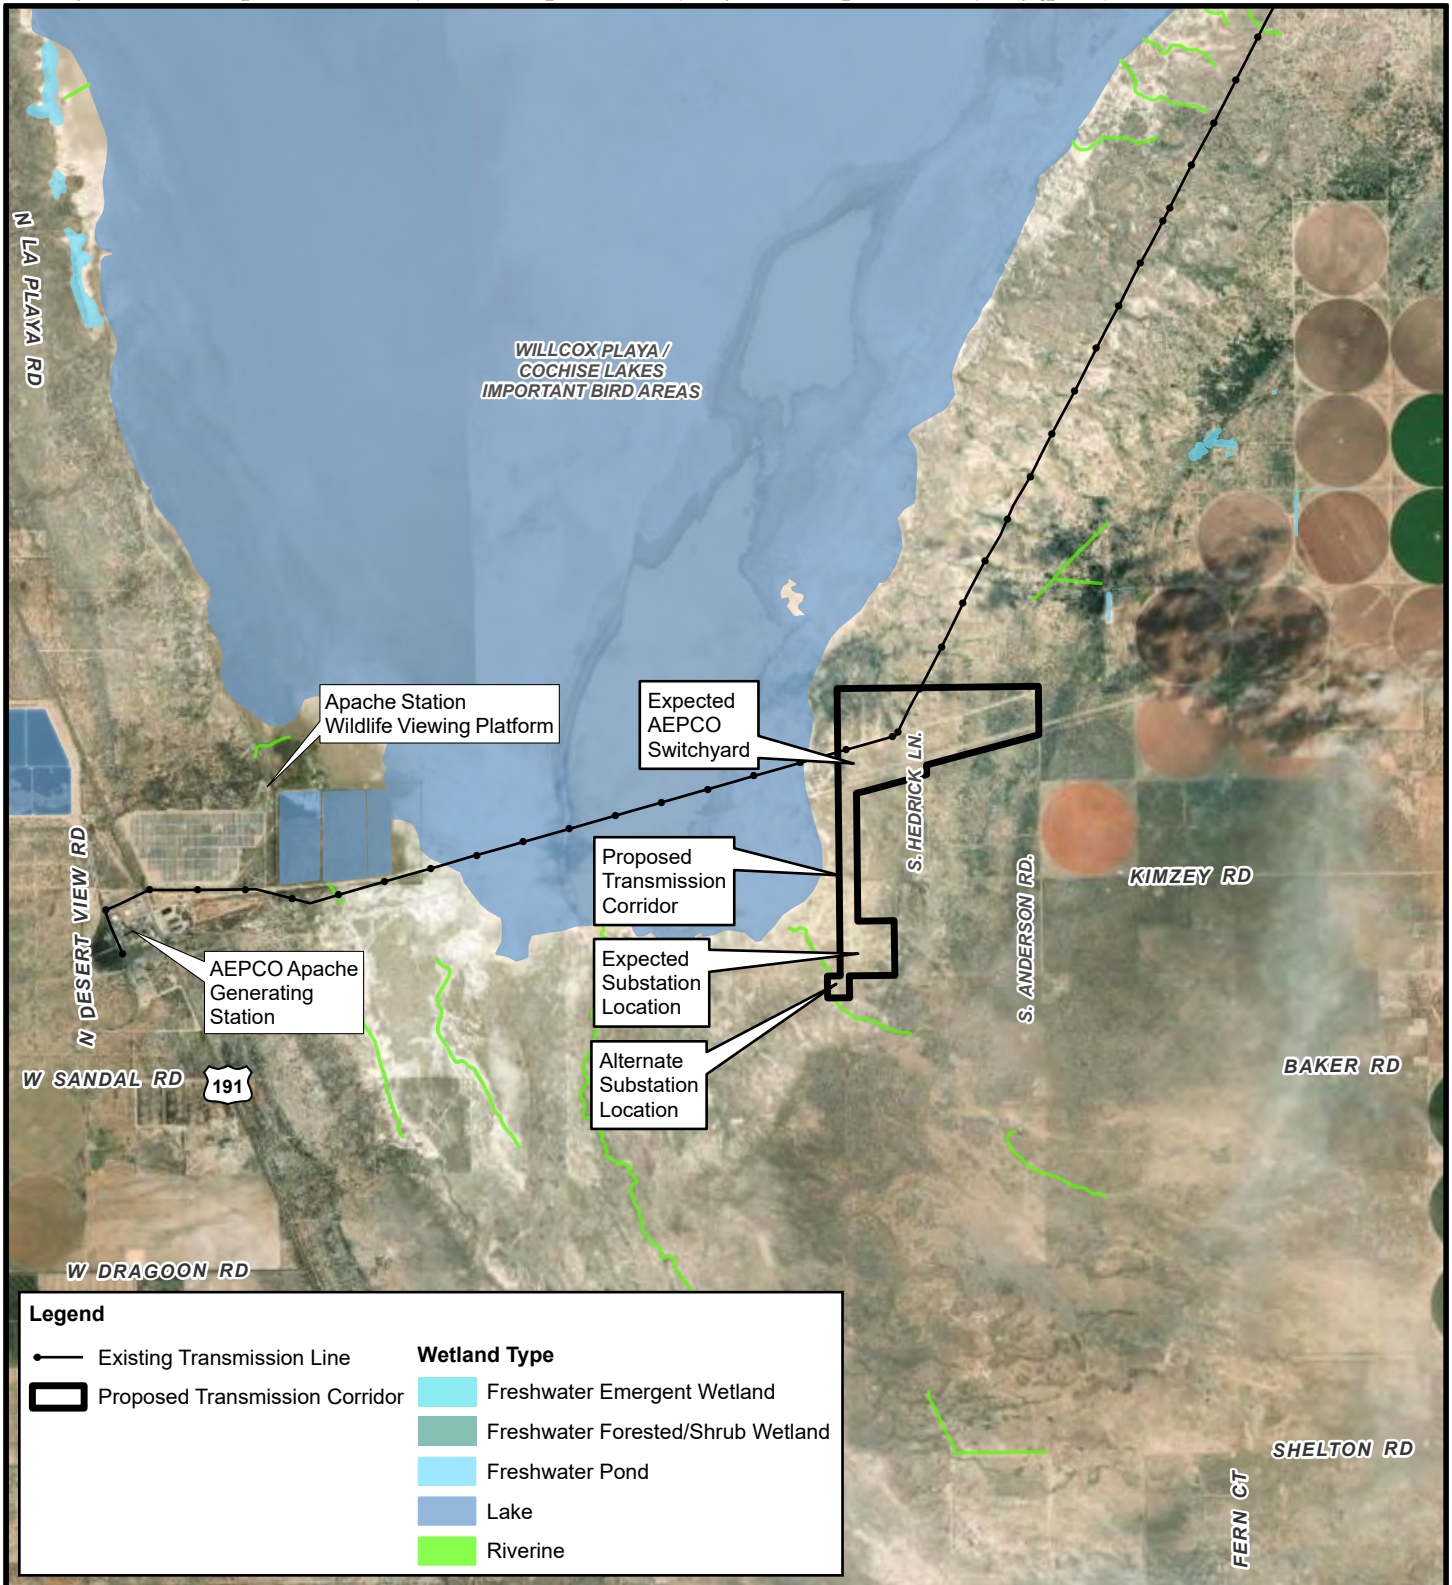 N LA PLAYA RD
WILLCOX PLAYA /
COCHISE LAKES
IMPORTANT BIRD AREAS
Apache Station
Wildlife Viewing Platform
Expected
AEPCO
Switchyard
S. HEDRICK LN.
Proposed
Transmission
Corridor
KIMZEY RD
N DESERT VIEW RD
S. ANDERSON RD.
AEPCO Apache
Generating
Station
Expected
Substation
Location
Alternate
Substation
Location
W SANDAL RD
191
BAKER RD
W DRAGOON RD
SHELTON RD
FERN CT
Legend
Existing Transmission Line
Proposed Transmission Corridor
Wetland Type
Freshwater Emergent Wetland
Freshwater Forested/Shrub Wetland
Freshwater Pond
Lake
Riverine